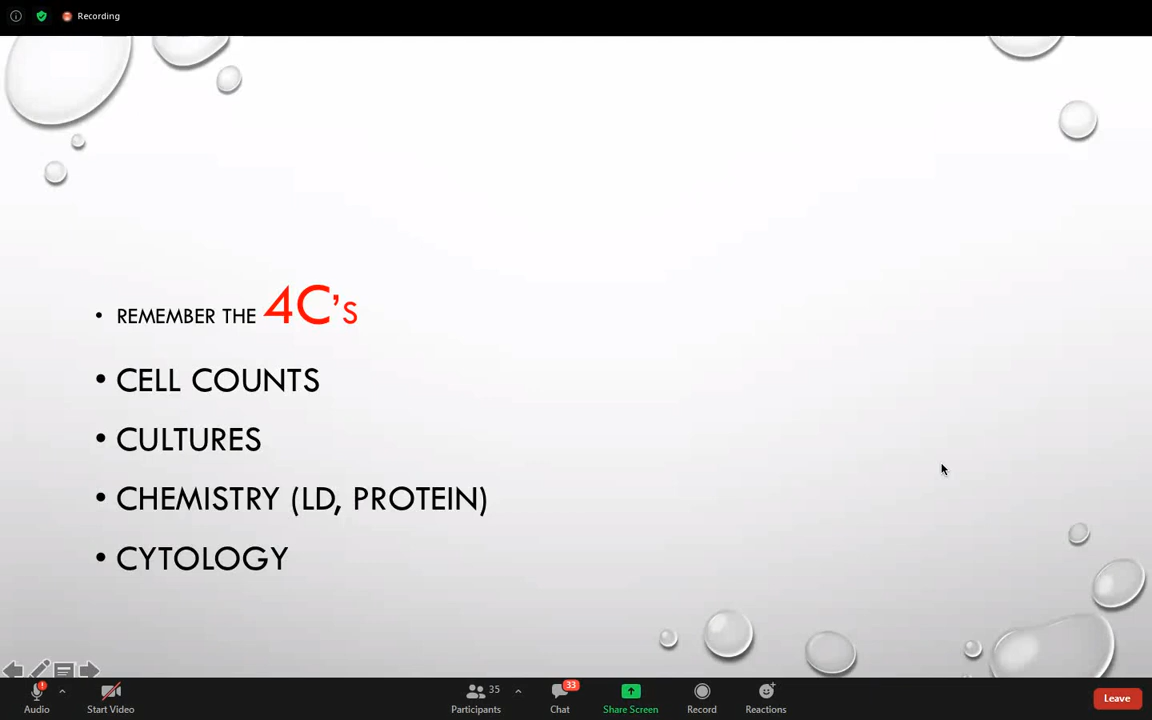 Recording
• REMEMBER THE 4C'S
• CELL COUNTS
• CULTURES
• CHEMISTRY (LD, PROTEIN)
• CYTOLOGY
35
33
Audio
Start Video
Participants
Chat
Share Screen
Record
Reactions
Leave